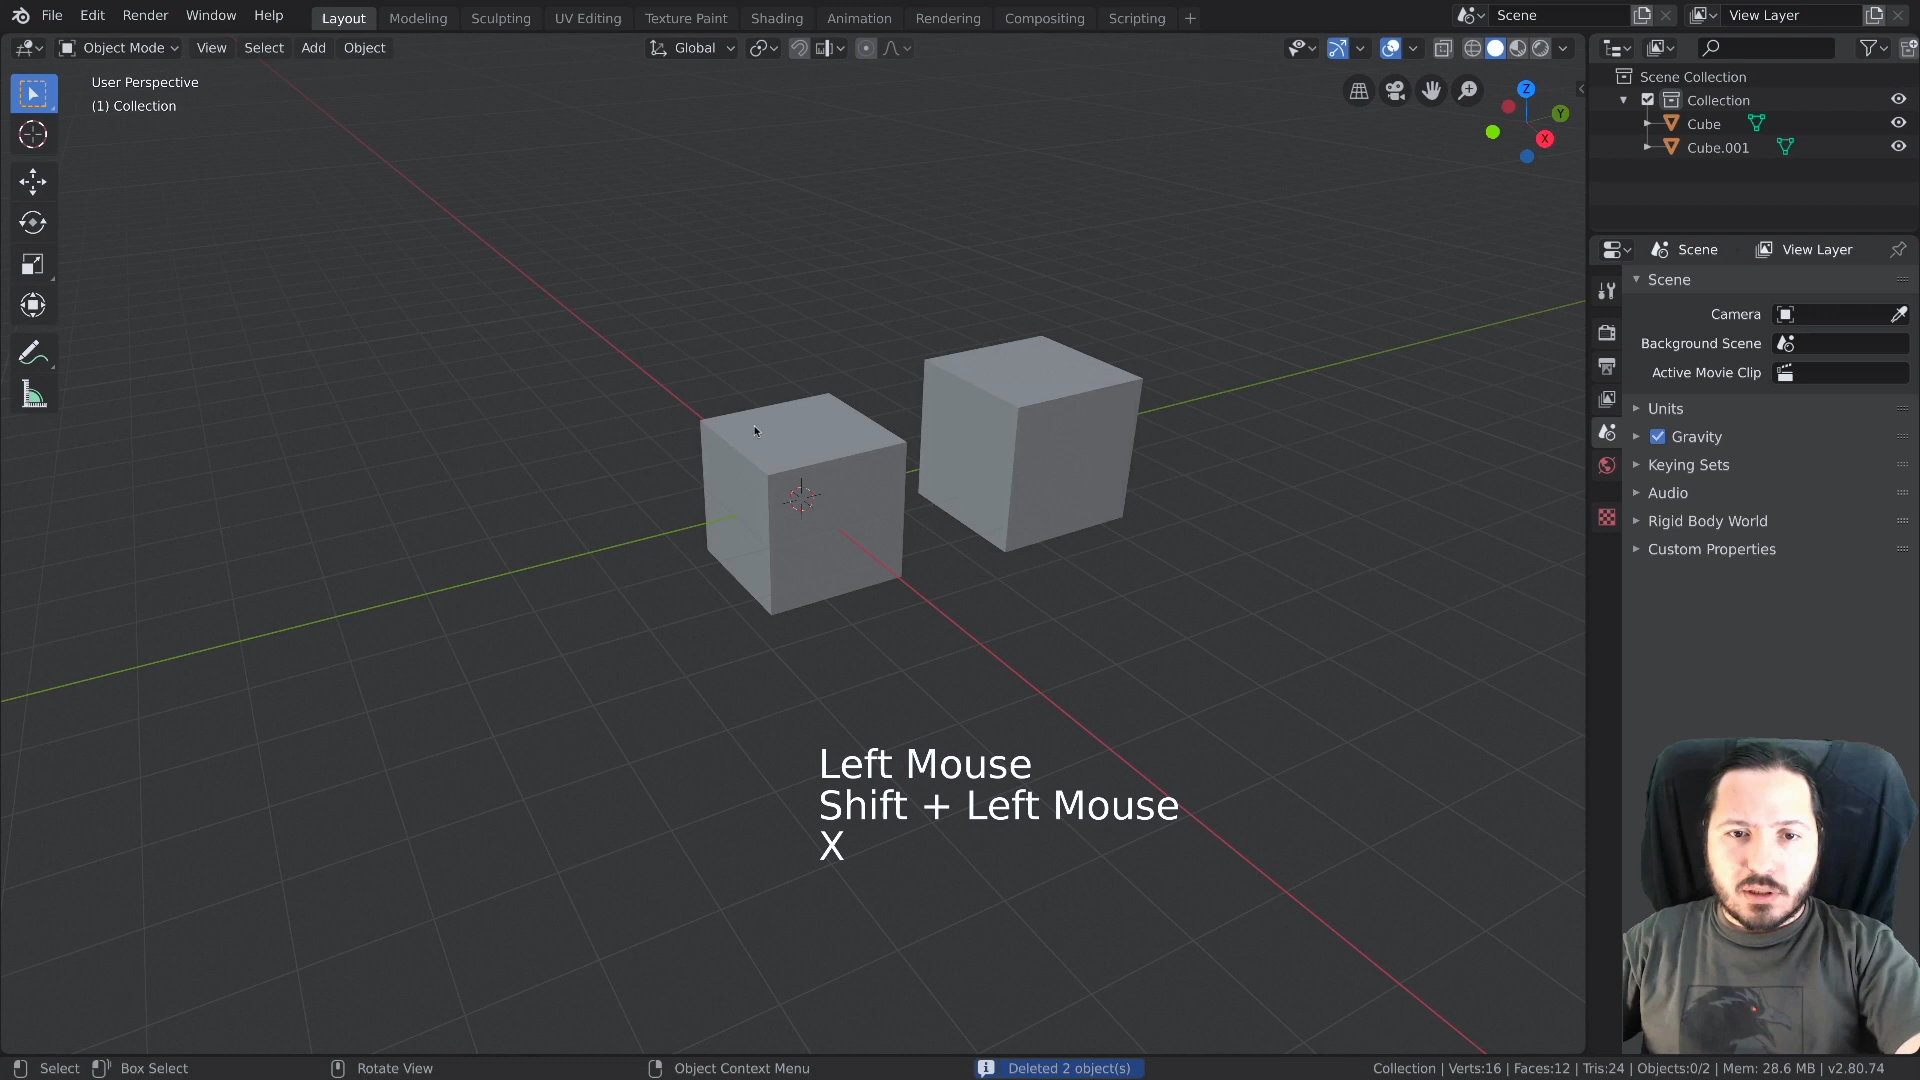 File Edit Render Window Help Layout Modeling Sculpting UV Editing Texture Paint Shading Animation Rendering Compositing Scripting + Scene View Layer
Object Mode View Select Add Object Global
User Perspective
(1) Collection
Z
Y
X
Scene Collection
Collection
Cube
Cube.001
Scene View Layer
Scene
Camera
Background Scene
Active Movie Clip
Units
Gravity
Keying Sets
Audio
Rigid Body World
Custom Properties
Left Mouse
Shift + Left Mouse
X
Select Box Select Rotate View Object Context Menu Deleted 2 object(s) Collection | Verts:16 | Faces:12 | Tris:24 | Objects:0/2 | Mem: 28.6 MB | v2.80.74